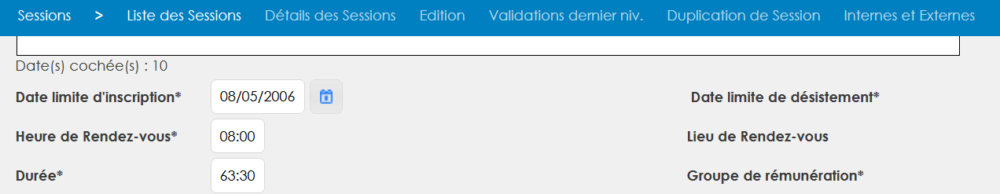 Sessions > Liste des Sessions Détails des Sessions Edition Validations dernier niv. Duplication de Session Internes et Externes
Date(s) cochée(s) : 10
Date limite d'inscription* 08/05/2006 Date limite de désistement*
Heure de Rendez-vous* 08:00 Lieu de Rendez-vous
Durée* 63:30 Groupe de rémunération*